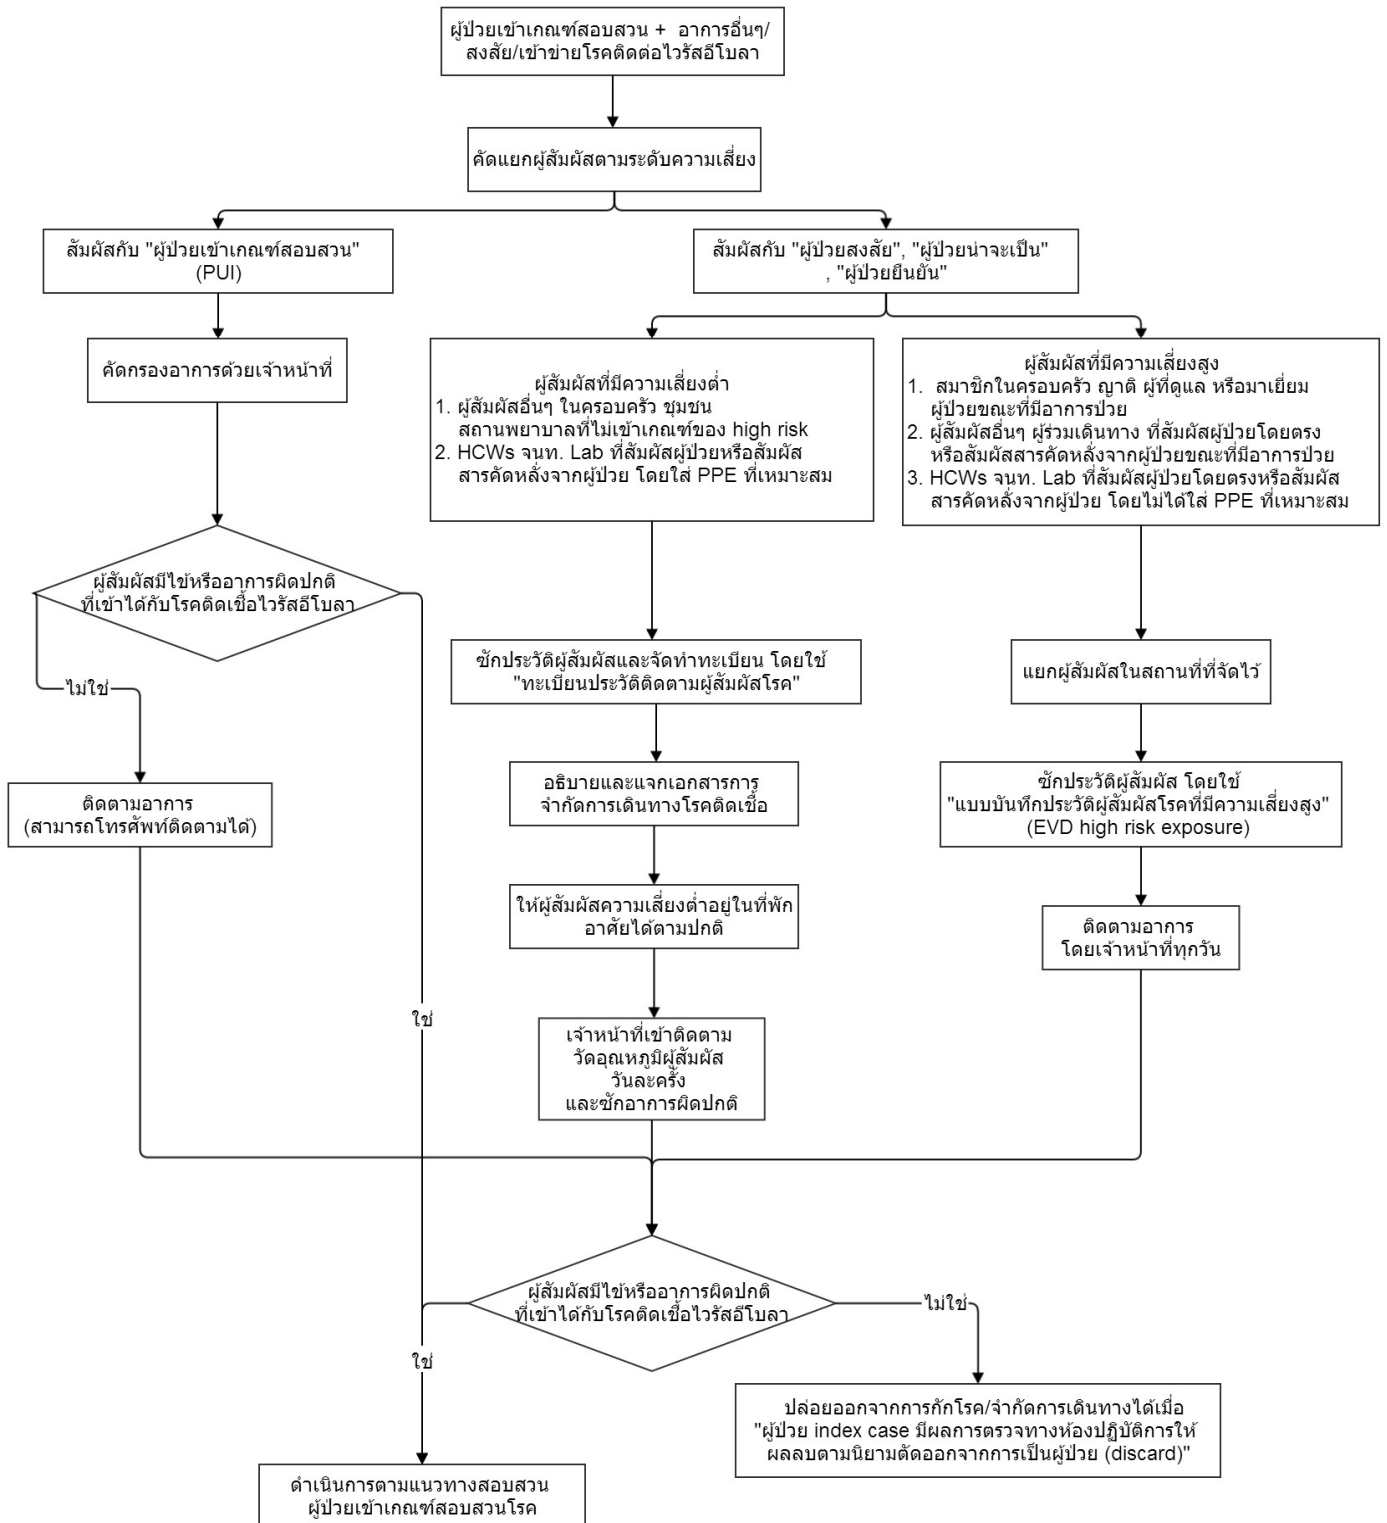 ผู้ป่วยเข้าเกณฑ์สอบสวน + อาการอื่นๆ/
สงสัย/เข้าข่ายโรคติดต่อไวรัสอีโบลา
คัดแยกผู้สัมผัสตามระดับความเสี่ยง
สัมผัสกับ "ผู้ป่วยเข้าเกณฑ์สอบสวน"
(PUI)
สัมผัสกับ "ผู้ป่วยสงสัย", "ผู้ป่วยน่าจะเป็น"
, "ผู้ป่วยยืนยัน"
คัดกรองอาการด้วยเจ้าหน้าที่
ผู้สัมผัสที่มีความเสี่ยงต่ำ
1. ผู้สัมผัสอื่นๆ ในครอบครัว ชุมชน
สถานพยาบาลที่ไม่เข้าเกณฑ์ของ high risk
2. HCWs จนท. Lab ที่สัมผัสผู้ป่วยหรือสัมผัส
สารคัดหลั่งจากผู้ป่วย โดยใส่ PPE ที่เหมาะสม
ผู้สัมผัสที่มีความเสี่ยงสูง
1. สมาชิกในครอบครัว ญาติ ผู้ที่ดูแล หรือมาเยี่ยม
ผู้ป่วยขณะที่มีอาการป่วย
2. ผู้สัมผัสอื่นๆ ผู้ร่วมเดินทาง ที่สัมผัสผู้ป่วยโดยตรง
หรือสัมผัสสารคัดหลั่งจากผู้ป่วยขณะที่มีอาการป่วย
3. HCWs จนท. Lab ที่สัมผัสผู้ป่วยโดยตรงหรือสัมผัส
สารคัดหลั่งจากผู้ป่วย โดยไม่ได้ใส่ PPE ที่เหมาะสม
ผู้สัมผัสมีไข้หรืออาการผิดปกติ
ที่เข้าได้กับโรคติดเชื้อไวรัสอีโบลา
ไม่ใช่
ซักประวัติผู้สัมผัสและจัดทำทะเบียน โดยใช้
"ทะเบียนประวัติติดตามผู้สัมผัสโรค"
แยกผู้สัมผัสในสถานที่ที่จัดไว้
ติดตามอาการ
(สามารถโทรศัพท์ติดตามได้)
อธิบายและแจกเอกสารการ
จำกัดการเดินทางโรคติดเชื้อ
ซักประวัติผู้สัมผัส โดยใช้
"แบบบันทึกประวัติผู้สัมผัสโรคที่มีความเสี่ยงสูง"
(EVD high risk exposure)
ให้ผู้สัมผัสความเสี่ยงต่ำอยู่ในที่พัก
อาศัยได้ตามปกติ
ติดตามอาการ
โดยเจ้าหน้าที่ทุกวัน
ใช่
เจ้าหน้าที่เข้าติดตาม
วัดอุณหภูมิผู้สัมผัส
วันละครั้ง
และซักอาการผิดปกติ
ผู้สัมผัสมีไข้หรืออาการผิดปกติ
ที่เข้าได้กับโรคติดเชื้อไวรัสอีโบลา
ไม่ใช่
ใช่
ปล่อยออกจากการกักโรค/จำกัดการเดินทางได้เมื่อ
"ผู้ป่วย index case มีผลการตรวจทางห้องปฏิบัติการให้
ผลลบตามนิยามตัดออกจากการเป็นผู้ป่วย (discard)"
ดำเนินการตามแนวทางสอบสวน
ผู้ป่วยเข้าเกณฑ์สอบสวนโรค